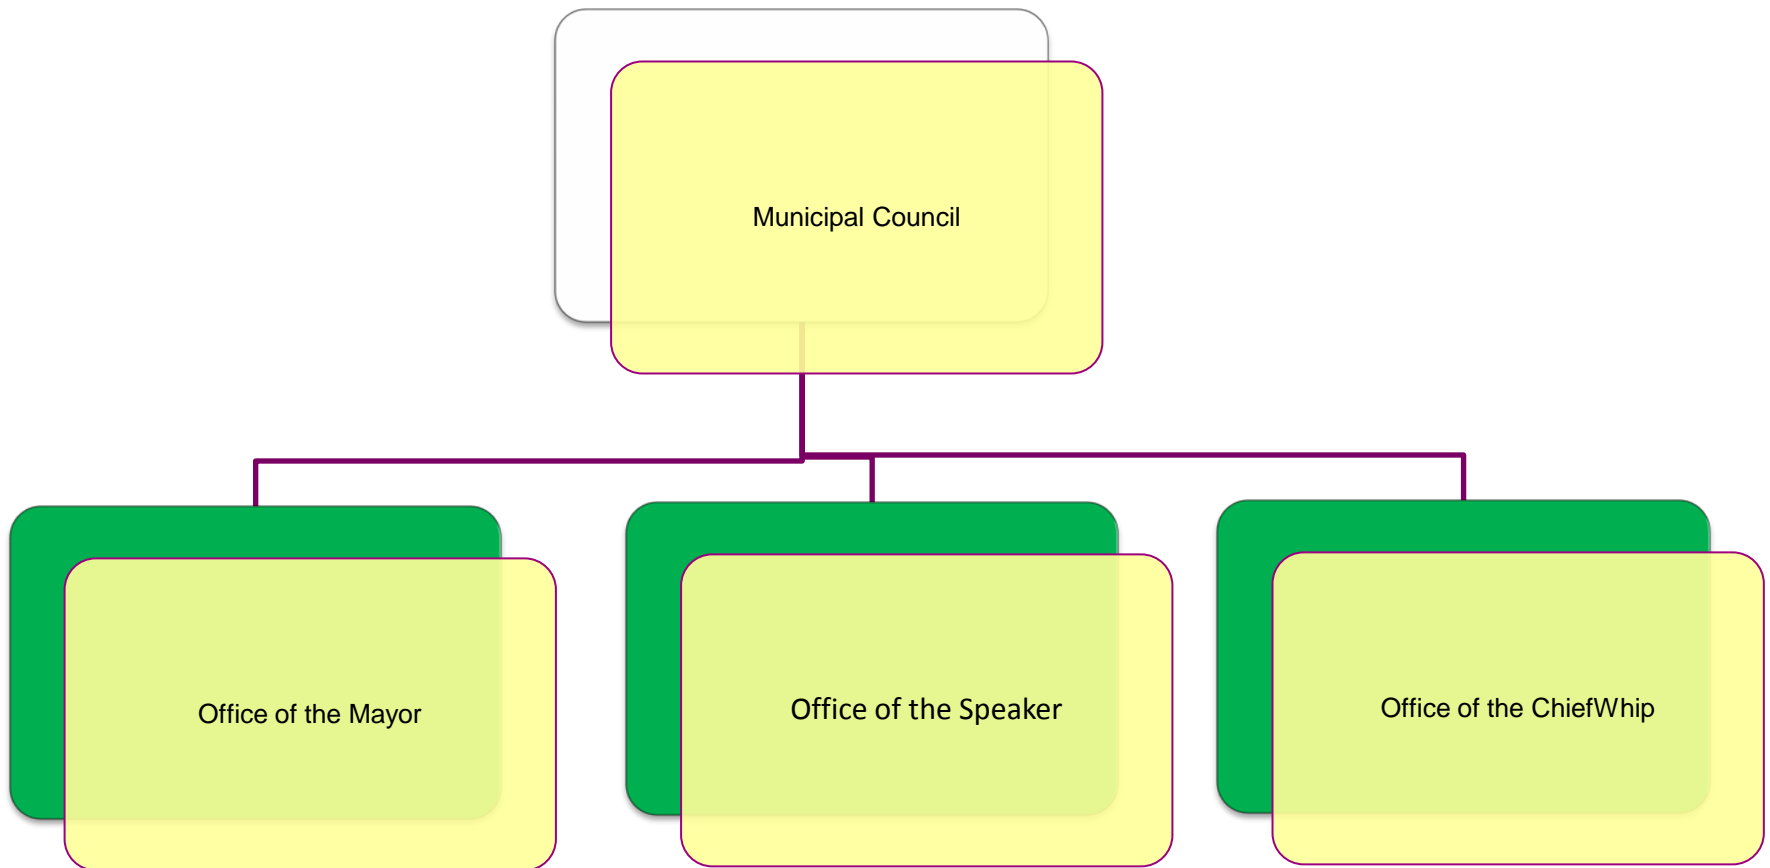 Municipal Council
Office of the Mayor
Office of the Speaker
Office of the ChiefWhip